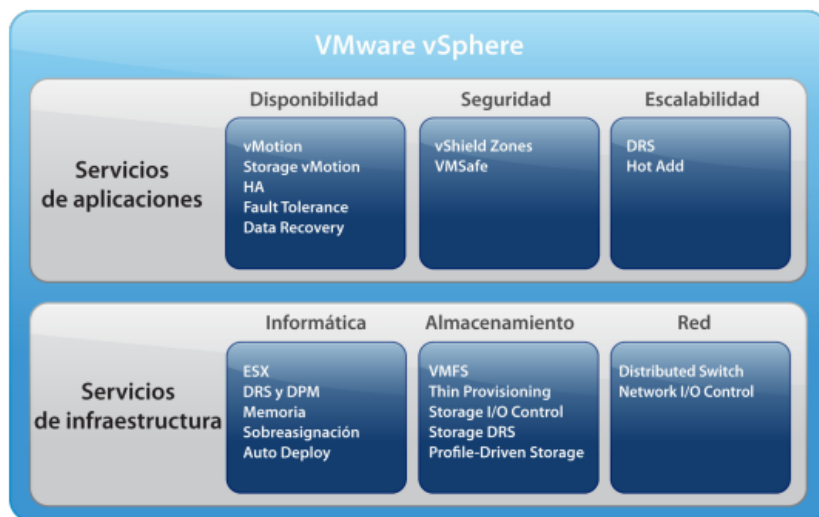 VMware vSphere
Servicios
de aplicaciones
Disponibilidad
vMotion
Storage vMotion
HA
Fault Tolerance
Data Recovery
Seguridad
vShield Zones
VMSafe
Escalabilidad
DRS
Hot Add
Servicios
de infraestructura
Informática
ESX
DRS y DPM
Memoria
Sobreasignación
Auto Deploy
Almacenamiento
VMFS
Thin Provisioning
Storage I/O Control
Storage DRS
Profile-Driven Storage
Red
Distributed Switch
Network I/O Control